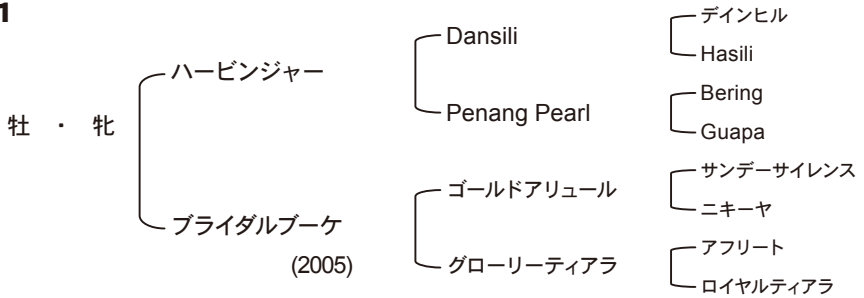 1
牡 ・ 牝
ハービンジャー
Dansili
デインヒル
Hasili
Penang Pearl
Bering
Guapa
ブライダルブーケ
(2005)
ゴールドアリュール
サンデーサイレンス
ニキーヤ
グローリーティアラ
アフリート
ロイヤルティアラ